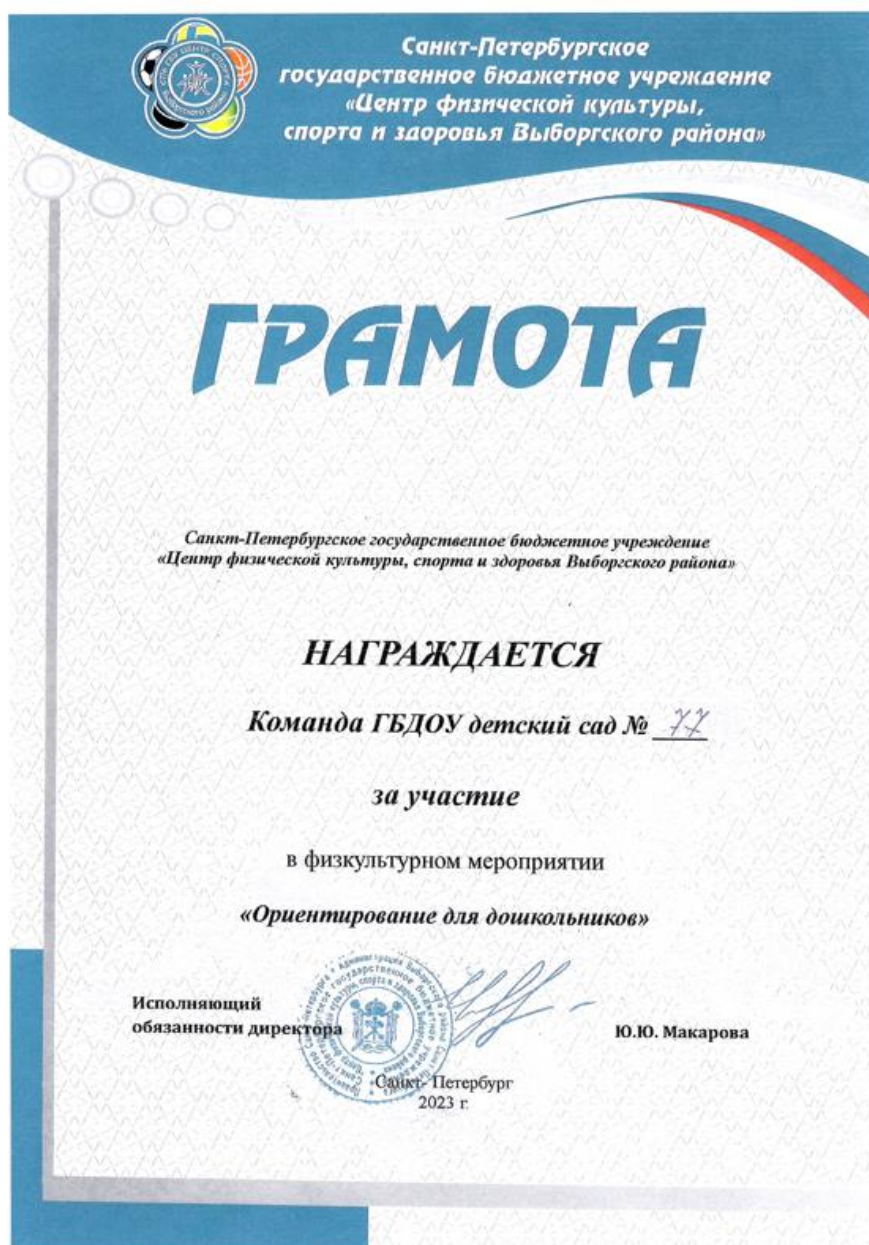 Санкт-Петербургское
государственное бюджетное учреждение
«Центр физической культуры,
спорта и здоровья Выборгского района»
ГРАМОТА
Санкт-Петербургское государственное бюджетное учреждение
«Центр физической культуры, спорта и здоровья Выборгского района»
НАГРАЖДАЕТСЯ
Команда ГБДОУ детский сад № 77
за участие
в физкультурном мероприятии
«Ориентирование для дошкольников»
Исполняющий
обязанности директора
Ю.Ю. Макарова
Санкт- Петербург
2023 г.